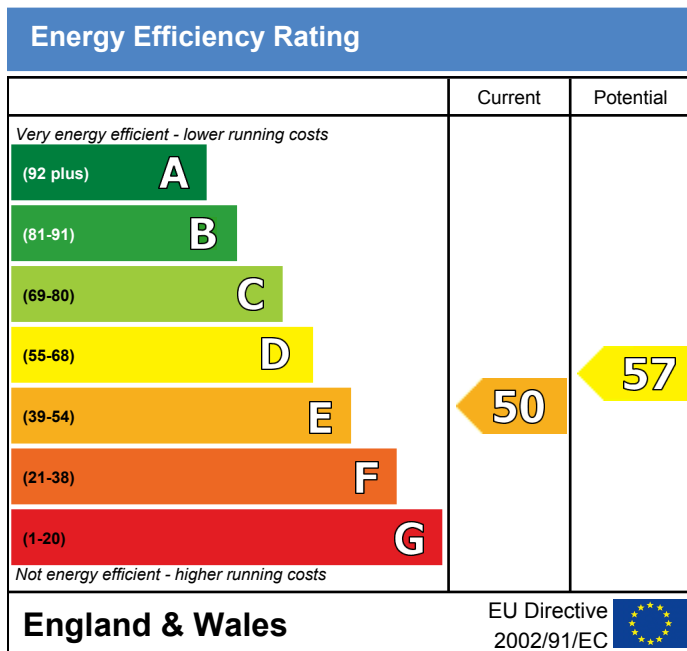 Energy Efficiency Rating
Current Potential
Very energy efficient - lower running costs
(92 plus) A
(81-91) B
(69-80) C
(55-68) D
(39-54) E
(21-38) F
(1-20) G
50
57
Not energy efficient - higher running costs
England & Wales
EU Directive
2002/91/EC